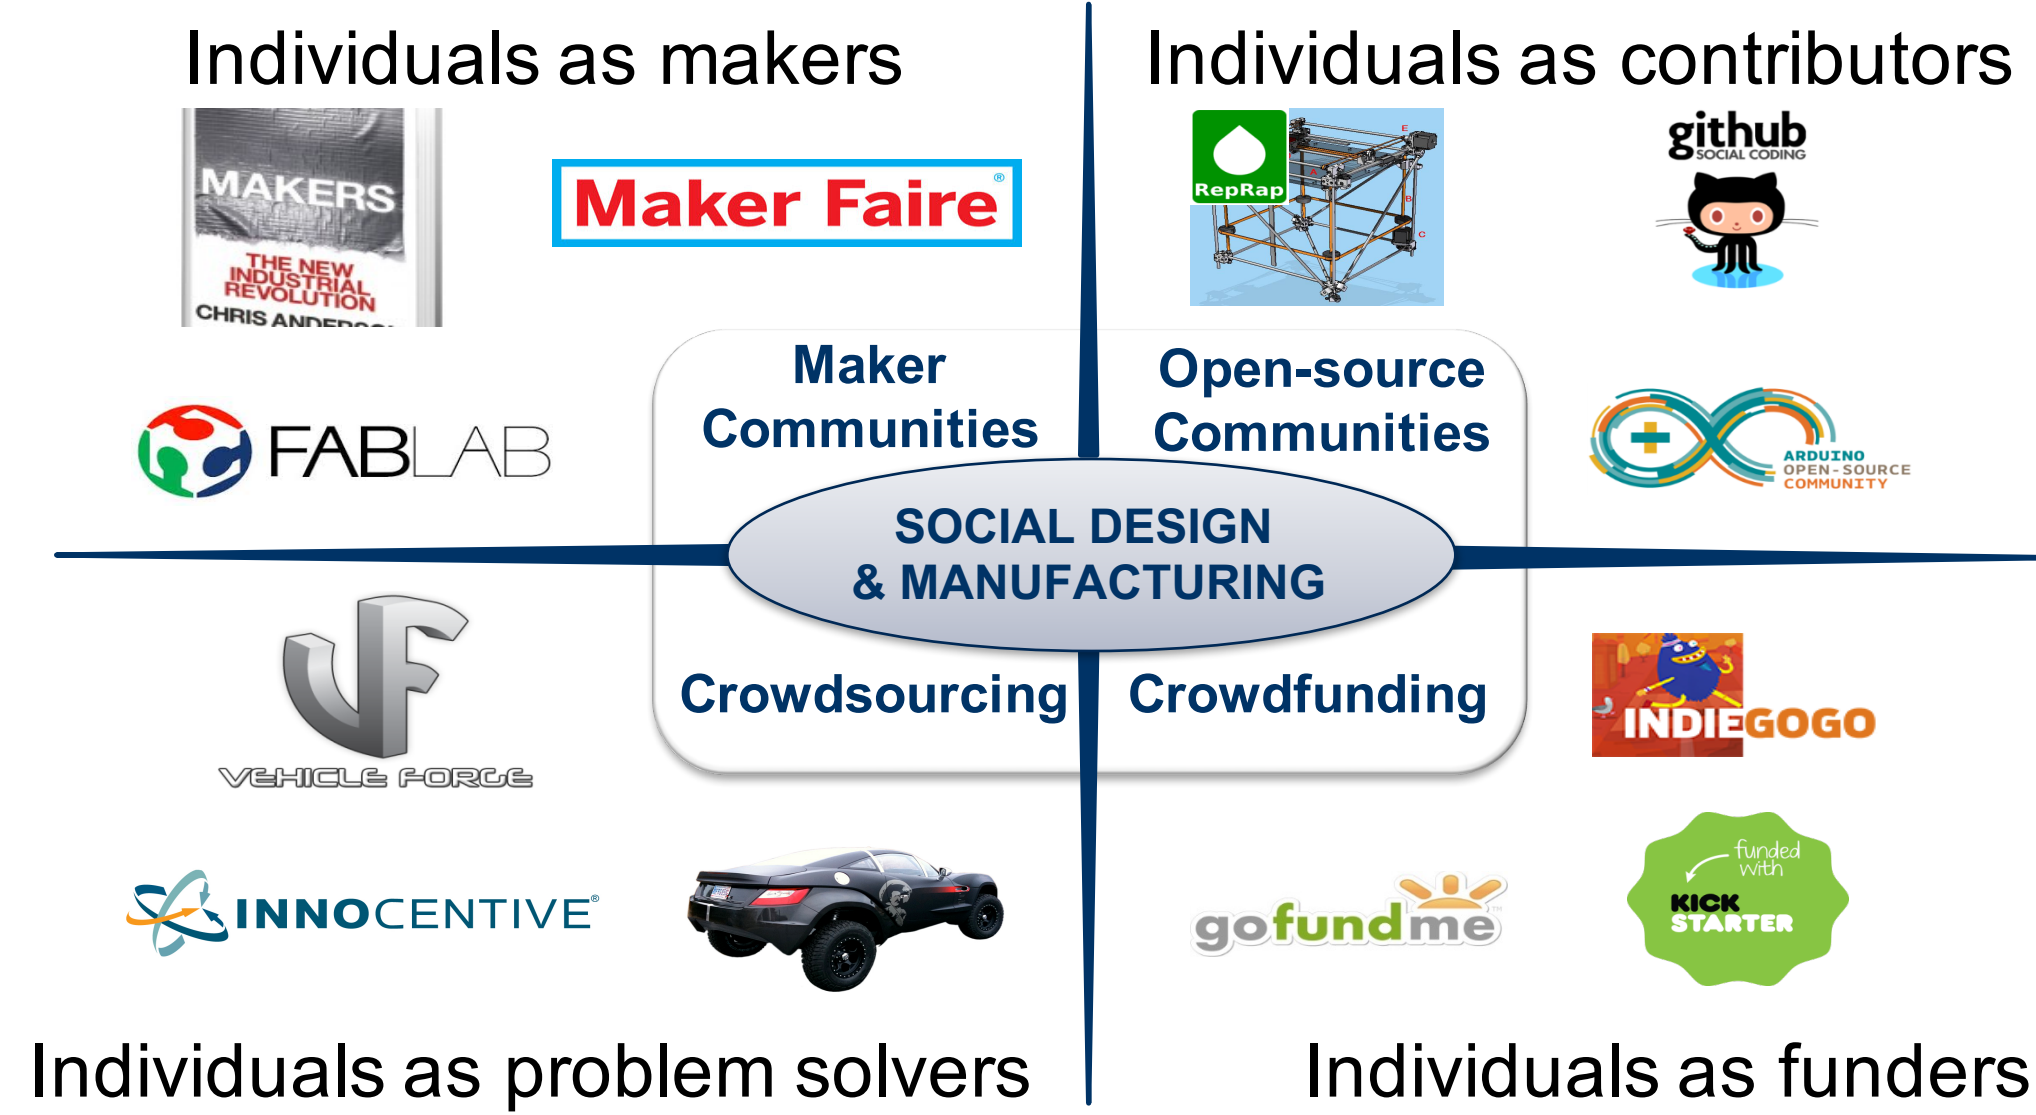 Individuals as makers
MAKERS
THE NEW
INDUSTRIAL
REVOLUTION
CHRIS ANDERSON
Maker Faire®
FABLAB
Maker
Communities
Individuals as contributors
RepRap
E
A
B
C
github
SOCIAL CODING
Open-source
Communities
ARDUINO
OPEN-SOURCE
COMMUNITY
SOCIAL DESIGN
& MANUFACTURING
VEHICLE FORGE
Crowdsourcing
INNOCENTIVE®
Individuals as problem solvers
Crowdfunding
INDIEGOGO
gofundme
funded
with
KICK
STARTER
Individuals as funders